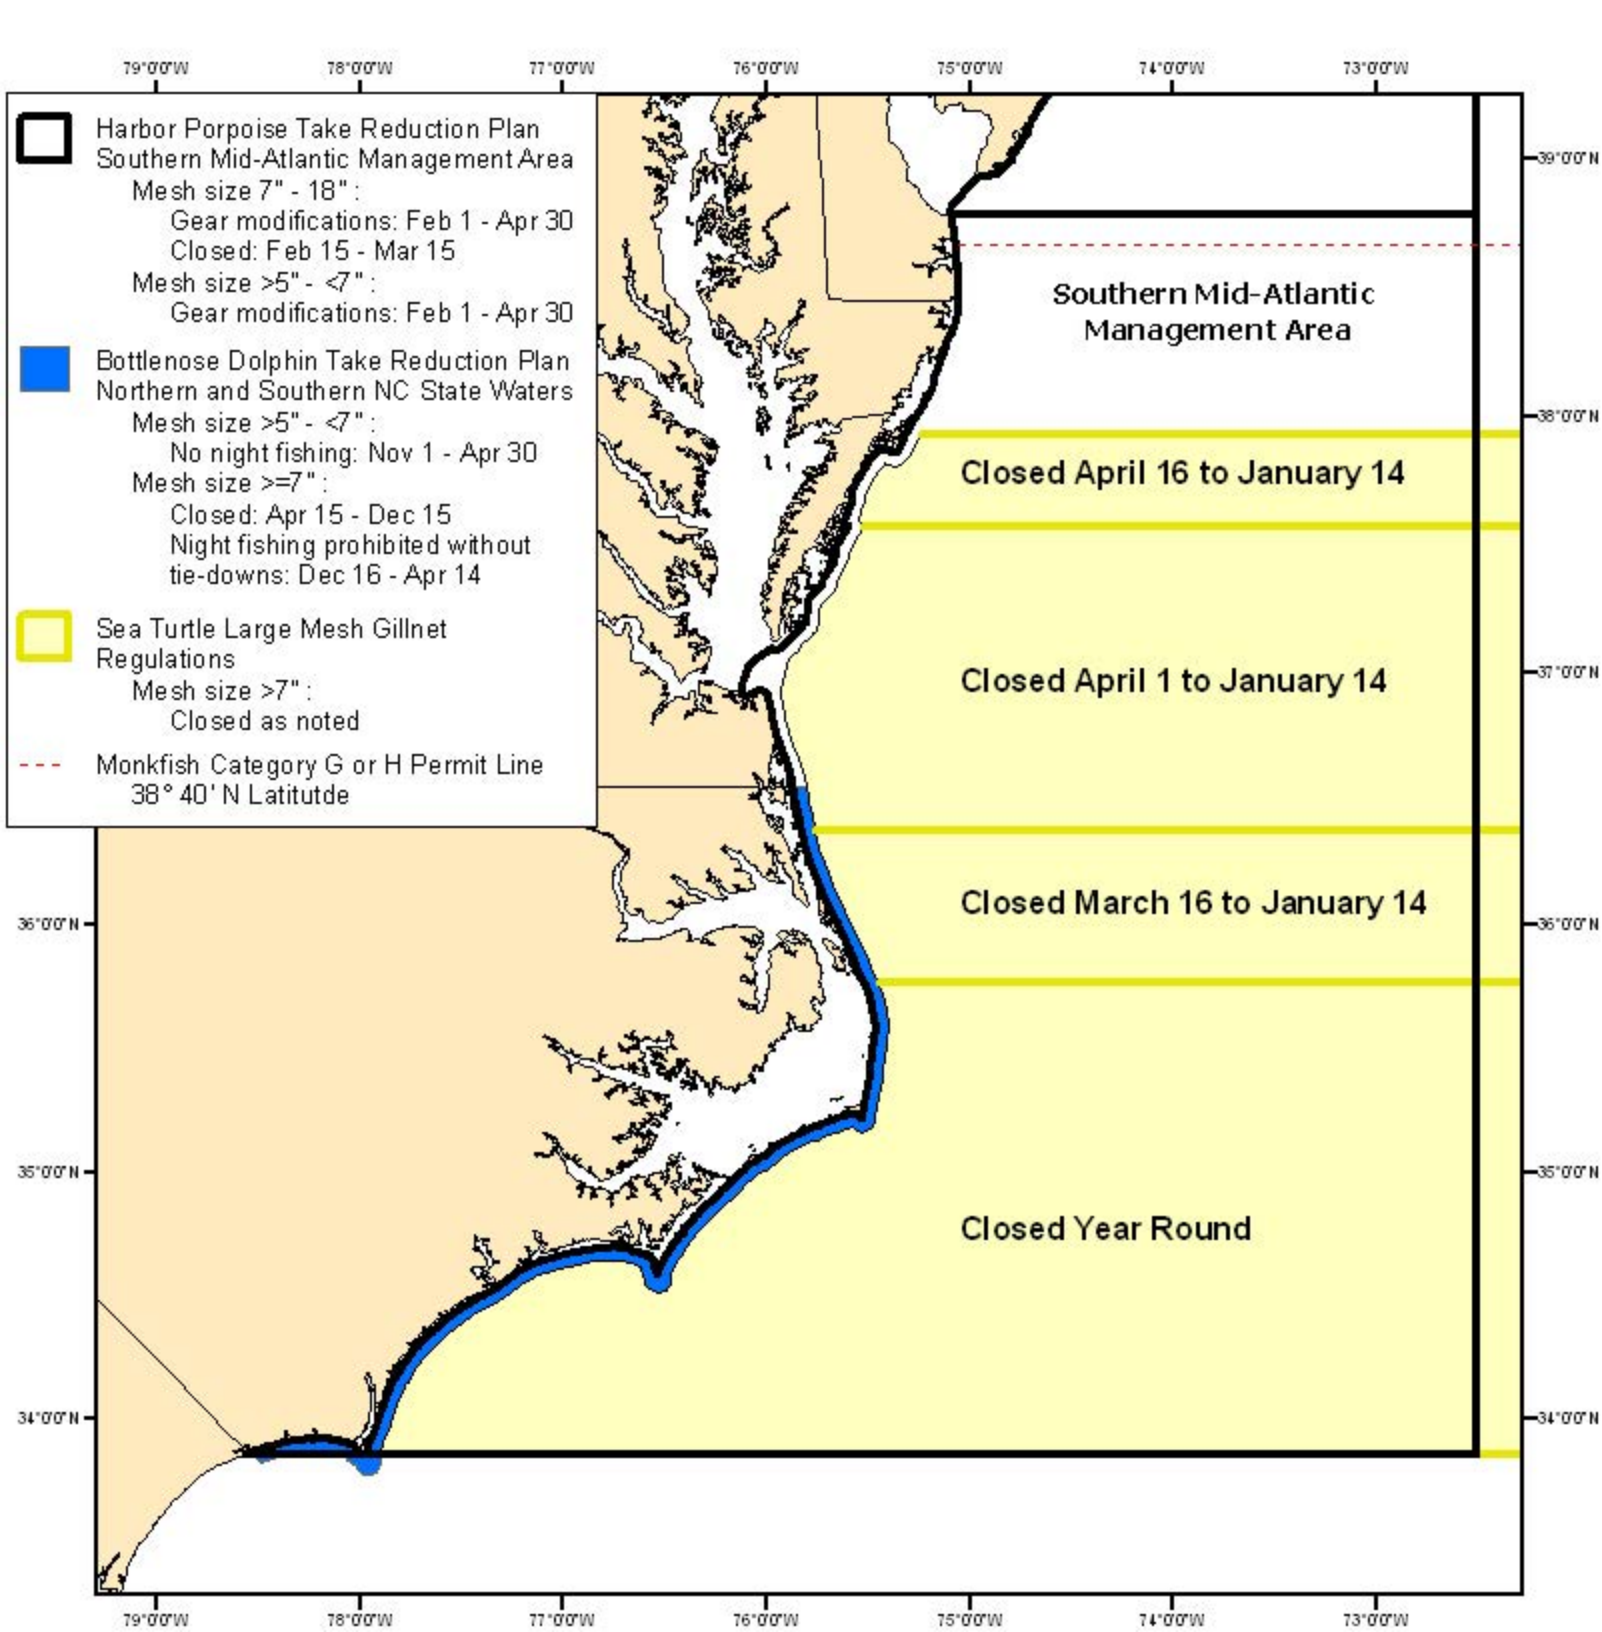 79°0'0"W 78°0'0"W 77°0'0"W 76°0'0"W 75°0'0"W 74°0'0"W 73°0'0"W
Harbor Porpoise Take Reduction Plan
Southern Mid-Atlantic Management Area
Mesh size 7" - 18" :
Gear modifications: Feb 1 - Apr 30
Closed: Feb 15 - Mar 15
Mesh size >5" - <7" :
Gear modifications: Feb 1 - Apr 30
Bottlenose Dolphin Take Reduction Plan
Northern and Southern NC State Waters
Mesh size >5" - <7" :
No night fishing: Nov 1 - Apr 30
Mesh size >=7" :
Closed: Apr 15 - Dec 15
Night fishing prohibited without
tie-downs: Dec 16 - Apr 14
Sea Turtle Large Mesh Gillnet
Regulations
Mesh size >7" :
Closed as noted
Monkfish Category G or H Permit Line
38° 40' N Latitutde
39°0'0"N
Southern Mid-Atlantic
Management Area
38°0'0"N
Closed April 16 to January 14
37°0'0"N
Closed April 1 to January 14
36°0'0"N
Closed March 16 to January 14
36°0'0"N
35°0'0"N
35°0'0"N
Closed Year Round
34°0'0"N
34°0'0"N
79°0'0"W 78°0'0"W 77°0'0"W 76°0'0"W 75°0'0"W 74°0'0"W 73°0'0"W